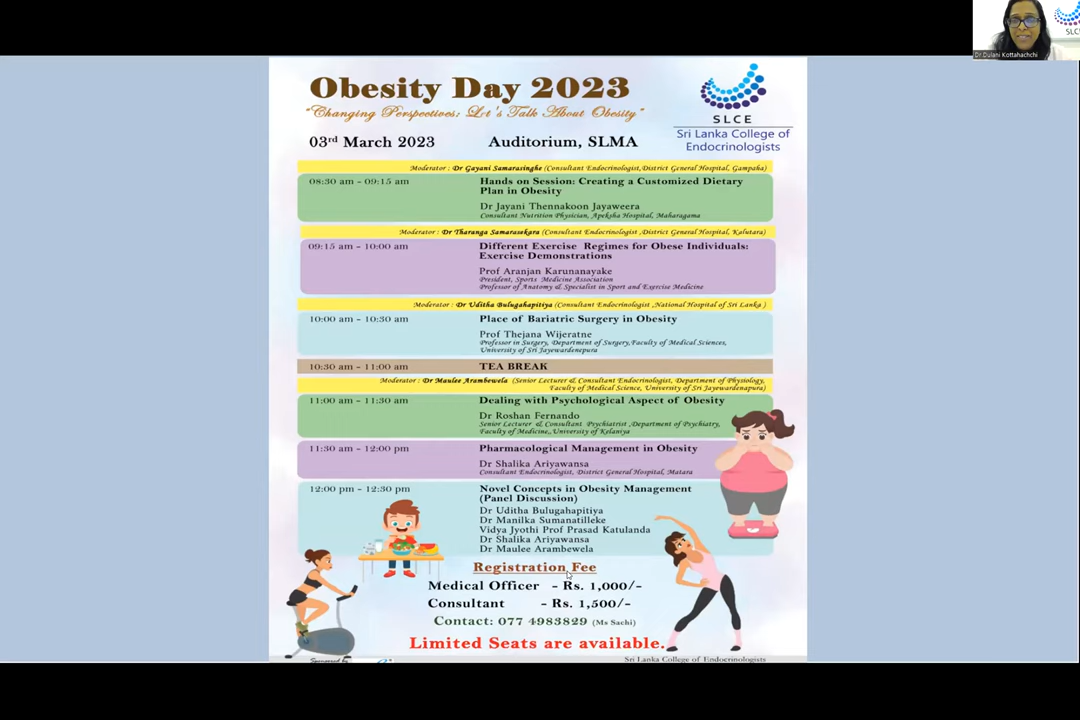 SLCE
Dr Dulani Kottahachchi
Obesity Day 2023
"Changing Perspectives: Let's Talk About Obesity"
SLCE
Sri Lanka College of
Endocrinologists
03rd March 2023
Auditorium, SLMA
Moderator : Dr Gayani Samarasinghe (Consultant Endocrinologist,District General Hospital, Gampaha)
08:30 am - 09:15 am
Hands on Session: Creating a Customized Dietary
Plan in Obesity
Dr Jayani Thennakoon Jayaweera
Consultant Nutrition Physician, Apeksha Hospital, Maharagama
Moderator : Dr Tharanga Samarasekara (Consultant Endocrinologist ,District General Hospital, Kalutara)
09:15 am - 10:00 am
Different Exercise Regimes for Obese Individuals:
Exercise Demonstrations
Prof Aranjan Karunanayake
President, Sports Medicine Association
Professor of Anatomy & Specialist in Sport and Exercise Medicine
Moderator : Dr Uditha Bulugahapitiya (Consultant Endocrinologist ,National Hospital of Sri Lanka )
10:00 am - 10:30 am
Place of Bariatric Surgery in Obesity
Prof Thejana Wijeratne
Professor in Surgery, Department of Surgery,Faculty of Medical Sciences,
University of Sri Jayewardenepura
10:30 am - 11:00 am
TEA BREAK
Moderator : Dr Maulee Arambewela (Senior Lecturer & Consultant Endocrinologist, Department of Physiology,
Faculty of Medical Science, University of Sri Jayewardenapura)
11:00 am - 11:30 am
Dealing with Psychological Aspect of Obesity
Dr Roshan Fernando
Senior Lecturer & Consultant Psychiatrist ,Department of Psychiatry,
Faculty of Medicine,, University of Kelaniya
11:30 am - 12:00 pm
Pharmacological Management in Obesity
Dr Shalika Ariyawansa
Consultant Endocrinologist, District General Hospital, Matara
12:00 pm - 12:30 pm
Novel Concepts in Obesity Management
(Panel Discussion)
Dr Uditha Bulugahapitiya
Dr Manilka Sumanatilleke
Vidya Jyothi Prof Prasad Katulanda
Dr Shalika Ariyawansa
Dr Maulee Arambewela
Registration Fee
Medical Officer - Rs. 1,000/-
Consultant - Rs. 1,500/-
Contact: 077 4983829 (Ms Sachi)
Limited Seats are available.
Sponsored by
Sri Lanka College of Endocrinologists